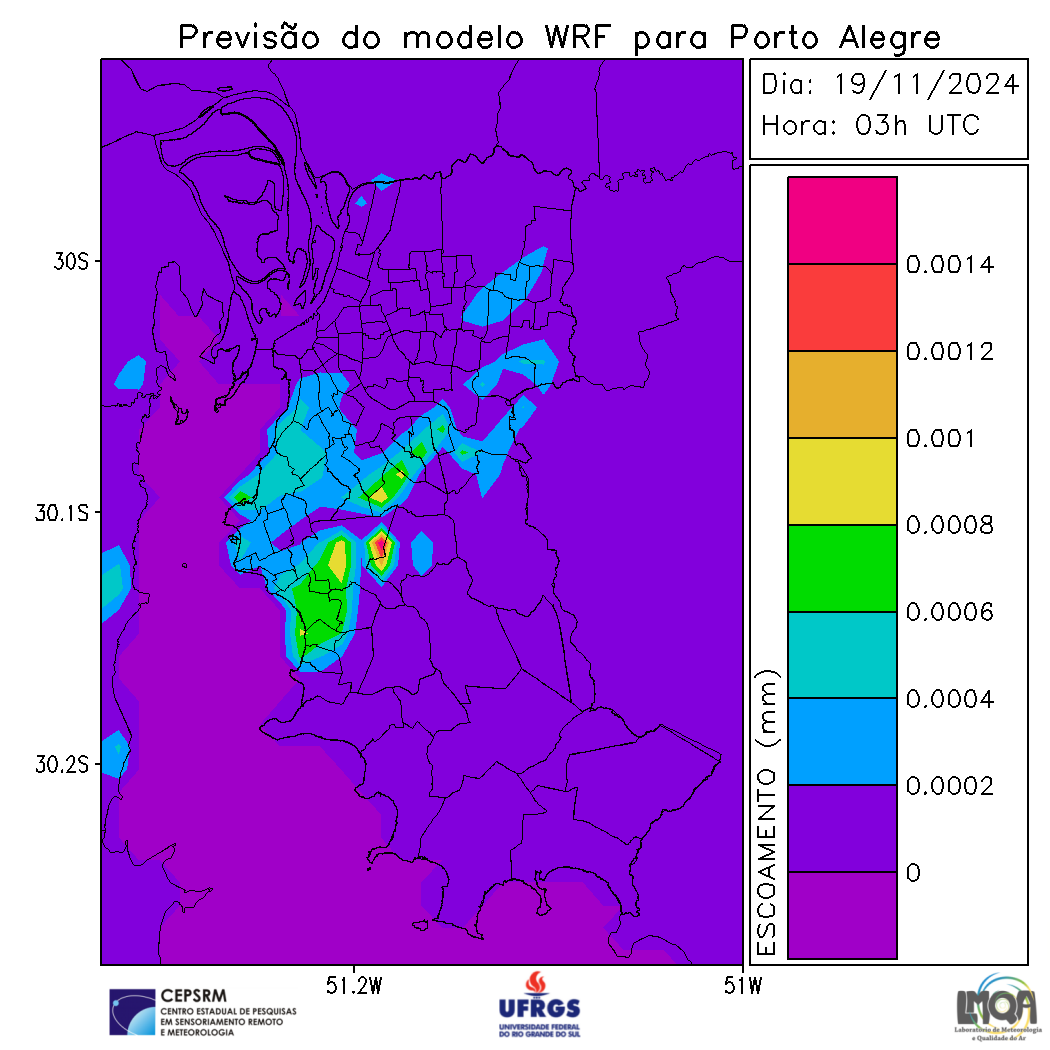 Previsão do modelo WRF para Porto Alegre
Dia: 19/11/2024
Hora: 03h UTC
30S
30.1S
30.2S
51.2W
51W
0.0014
0.0012
0.001
0.0008
0.0006
0.0004
0.0002
0
ESCOAMENTO (mm)
CEPSRM
CENTRO ESTADUAL DE PESQUISAS
EM SENSORIAMENTO REMOTO
E METEOROLOGIA
UFRGS
UNIVERSIDADE FEDERAL
DO RIO GRANDE DO SUL
LMQA
Laboratório de Meteorologia
e Qualidade do Ar